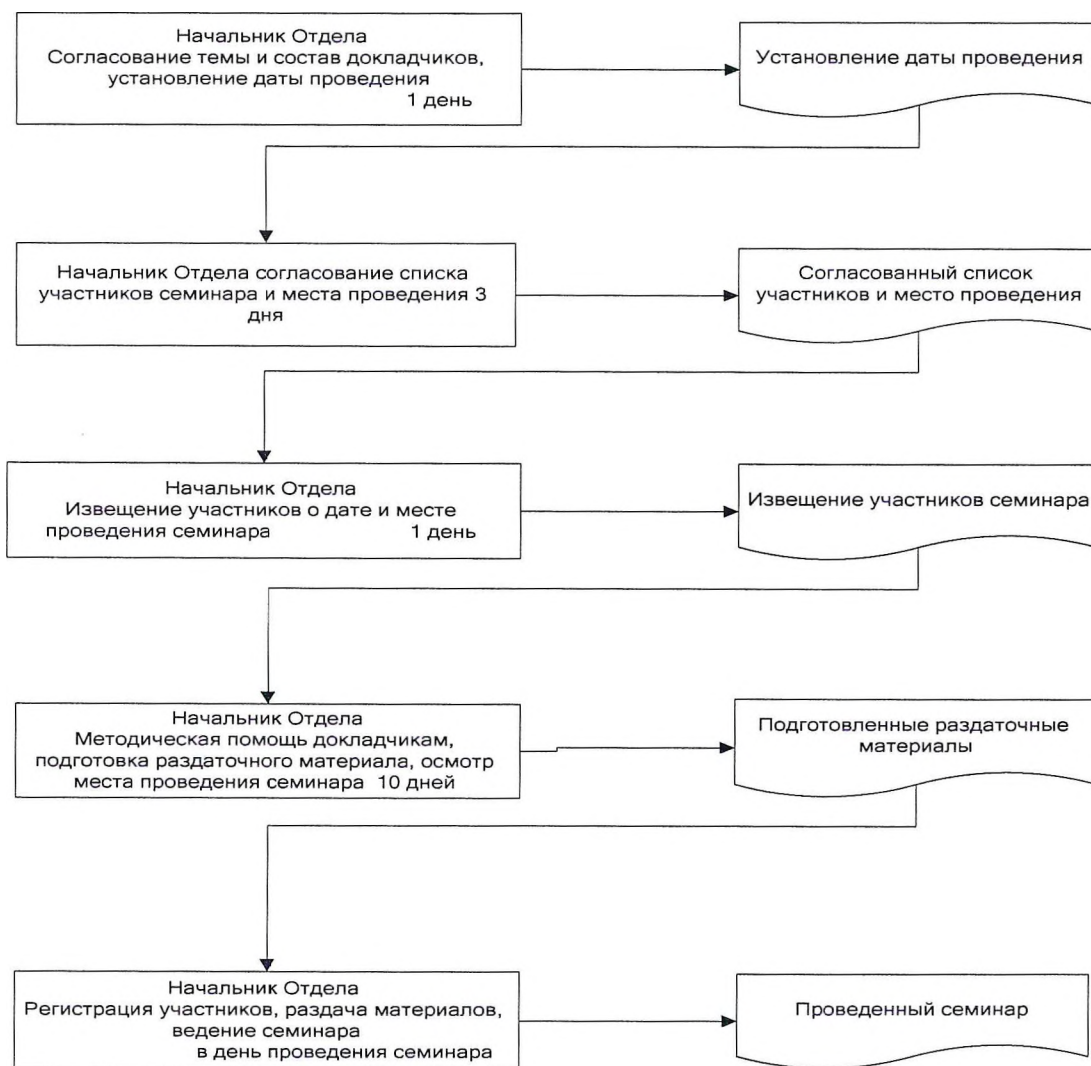 Начальник Отдела
Согласование темы и состав докладчиков,
установление даты проведения
1 день
Установление даты проведения
Начальник Отдела согласование списка
участников семинара и места проведения 3
дня
Согласованный список
участников и место проведения
Начальник Отдела
Извещение участников о дате и месте
проведения семинара 1 день
Извещение участников семинара
Начальник Отдела
Методическая помощь докладчикам,
подготовка раздаточного материала, осмотр
места проведения семинара 10 дней
Подготовленные раздаточные
материалы
Начальник Отдела
Регистрация участников, раздача материалов,
ведение семинара
в день проведения семинара
Проведенный семинар